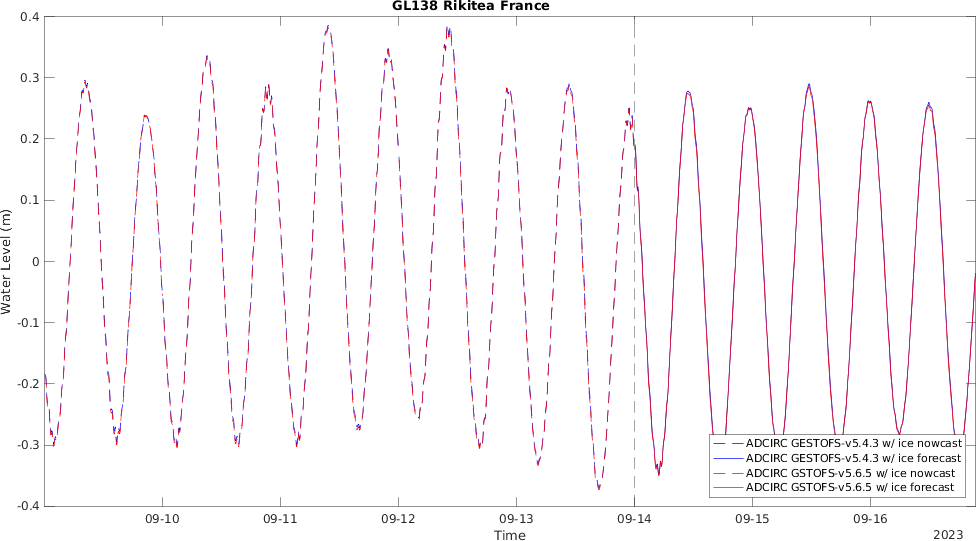 GL138 Rikitea France
0.4
0.3
0.2
0.1
0
-0.1
-0.2
-0.3
-0.4
Water Level (m)
ADCIRC GESTOFS-v5.4.3 w/ ice nowcast
ADCIRC GESTOFS-v5.4.3 w/ ice forecast
ADCIRC GSTOFS-v5.6.5 w/ ice nowcast
ADCIRC GSTOFS-v5.6.5 w/ ice forecast
09-10 09-11 09-12 09-13 09-14 09-15 09-16
Time
2023